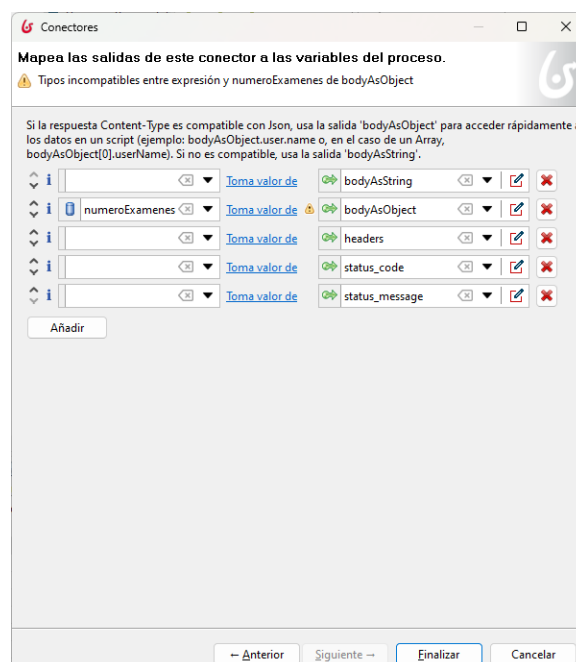 Conectores
Mapea las salidas de este conector a las variables del proceso.
Tipos incompatibles entre expresión y numeroExamenes de bodyAsObject
Si la respuesta Content-Type es compatible con Json, usa la salida 'bodyAsObject' para acceder rápidamente a
los datos en un script (ejemplo: bodyAsObject.user.name o, en el caso de un Array,
bodyAsObject[0].userName). Si no es compatible, usa la salida 'bodyAsString'.
Toma valor de bodyAsString
numeroExamenes Toma valor de bodyAsObject
Toma valor de headers
Toma valor de status_code
Toma valor de status_message
Añadir
← Anterior Siguiente → Finalizar Cancelar